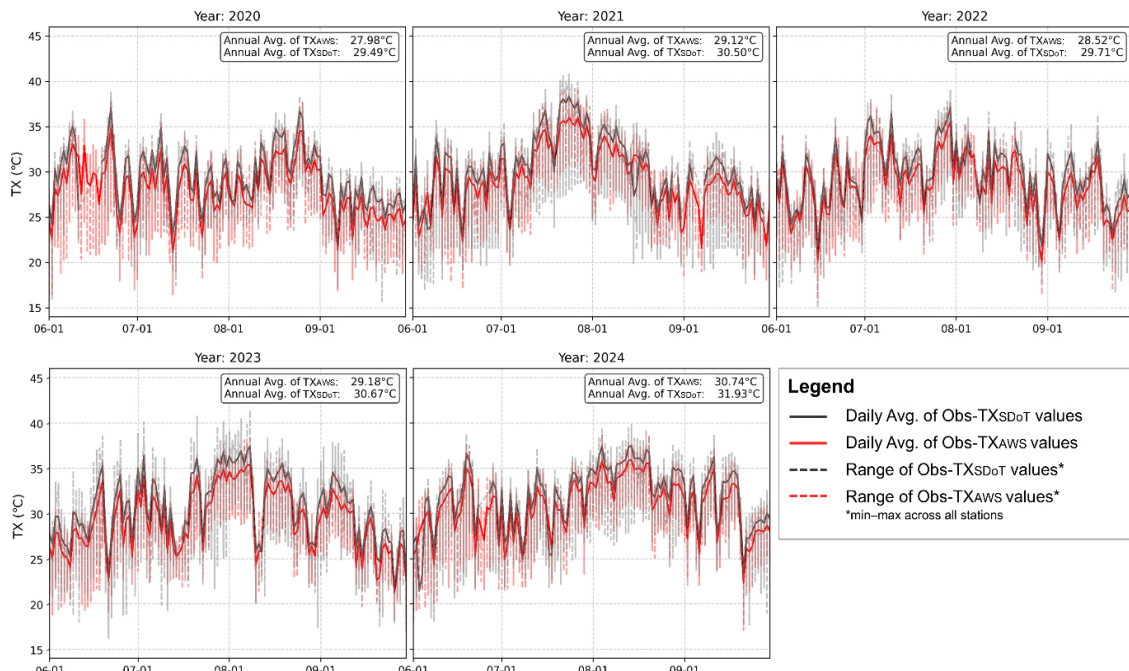 Year: 2020
Year: 2021
Year: 2022
Annual Avg. of TXAWS: 27.98°C
Annual Avg. of TXSDoT: 29.49°C
Annual Avg. of TXAWS: 29.12°C
Annual Avg. of TXSDoT: 30.50°C
Annual Avg. of TXAWS: 28.52°C
Annual Avg. of TXSDoT: 29.71°C
45
40
35
30
25
20
15
TX (°C)
06-01 07-01 08-01 09-01 06-01 07-01 08-01 09-01 06-01 07-01 08-01 09-01
Year: 2023
Year: 2024
Annual Avg. of TXAWS: 29.18°C
Annual Avg. of TXSDoT: 30.67°C
Annual Avg. of TXAWS: 30.74°C
Annual Avg. of TXSDoT: 31.93°C
45
40
35
30
25
20
15
TX (°C)
06-01 07-01 08-01 09-01 06-01 07-01 08-01 09-01
Legend
Daily Avg. of Obs-TXSDoT values
Daily Avg. of Obs-TXAWS values
Range of Obs-TXSDoT values*
Range of Obs-TXAWS values*
*min–max across all stations